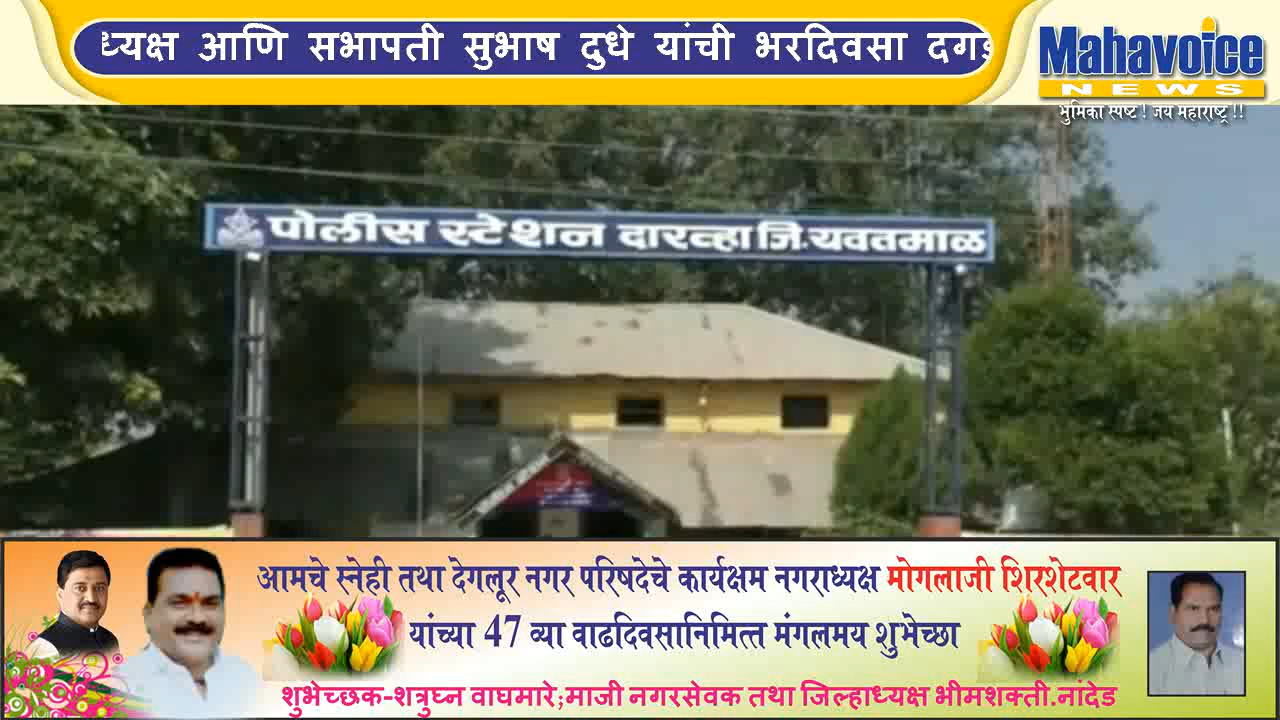 ध्यक्ष आणि सभापती सुभाष दुधे यांची भरदिवसा
Mahavoice
NEWS
भुमिका स्पष्ट ! जय महाराष्ट्र !!
पोलीस स्टेशन दारव्हा जि.यवतमाळ
आमचे स्नेही तथा देगलूर नगर परिषदेचे कार्यक्षम नगराध्यक्ष मोगलाजी शिरशेटवार
यांच्या 47 व्या वाढदिवसानिमित्त मंगलमय शुभेच्छा
शुभेच्छक-शत्रुघ्न वाघमारे;माजी नगरसेवक तथा जिल्हाध्यक्ष भीमशक्ती.नांदेड